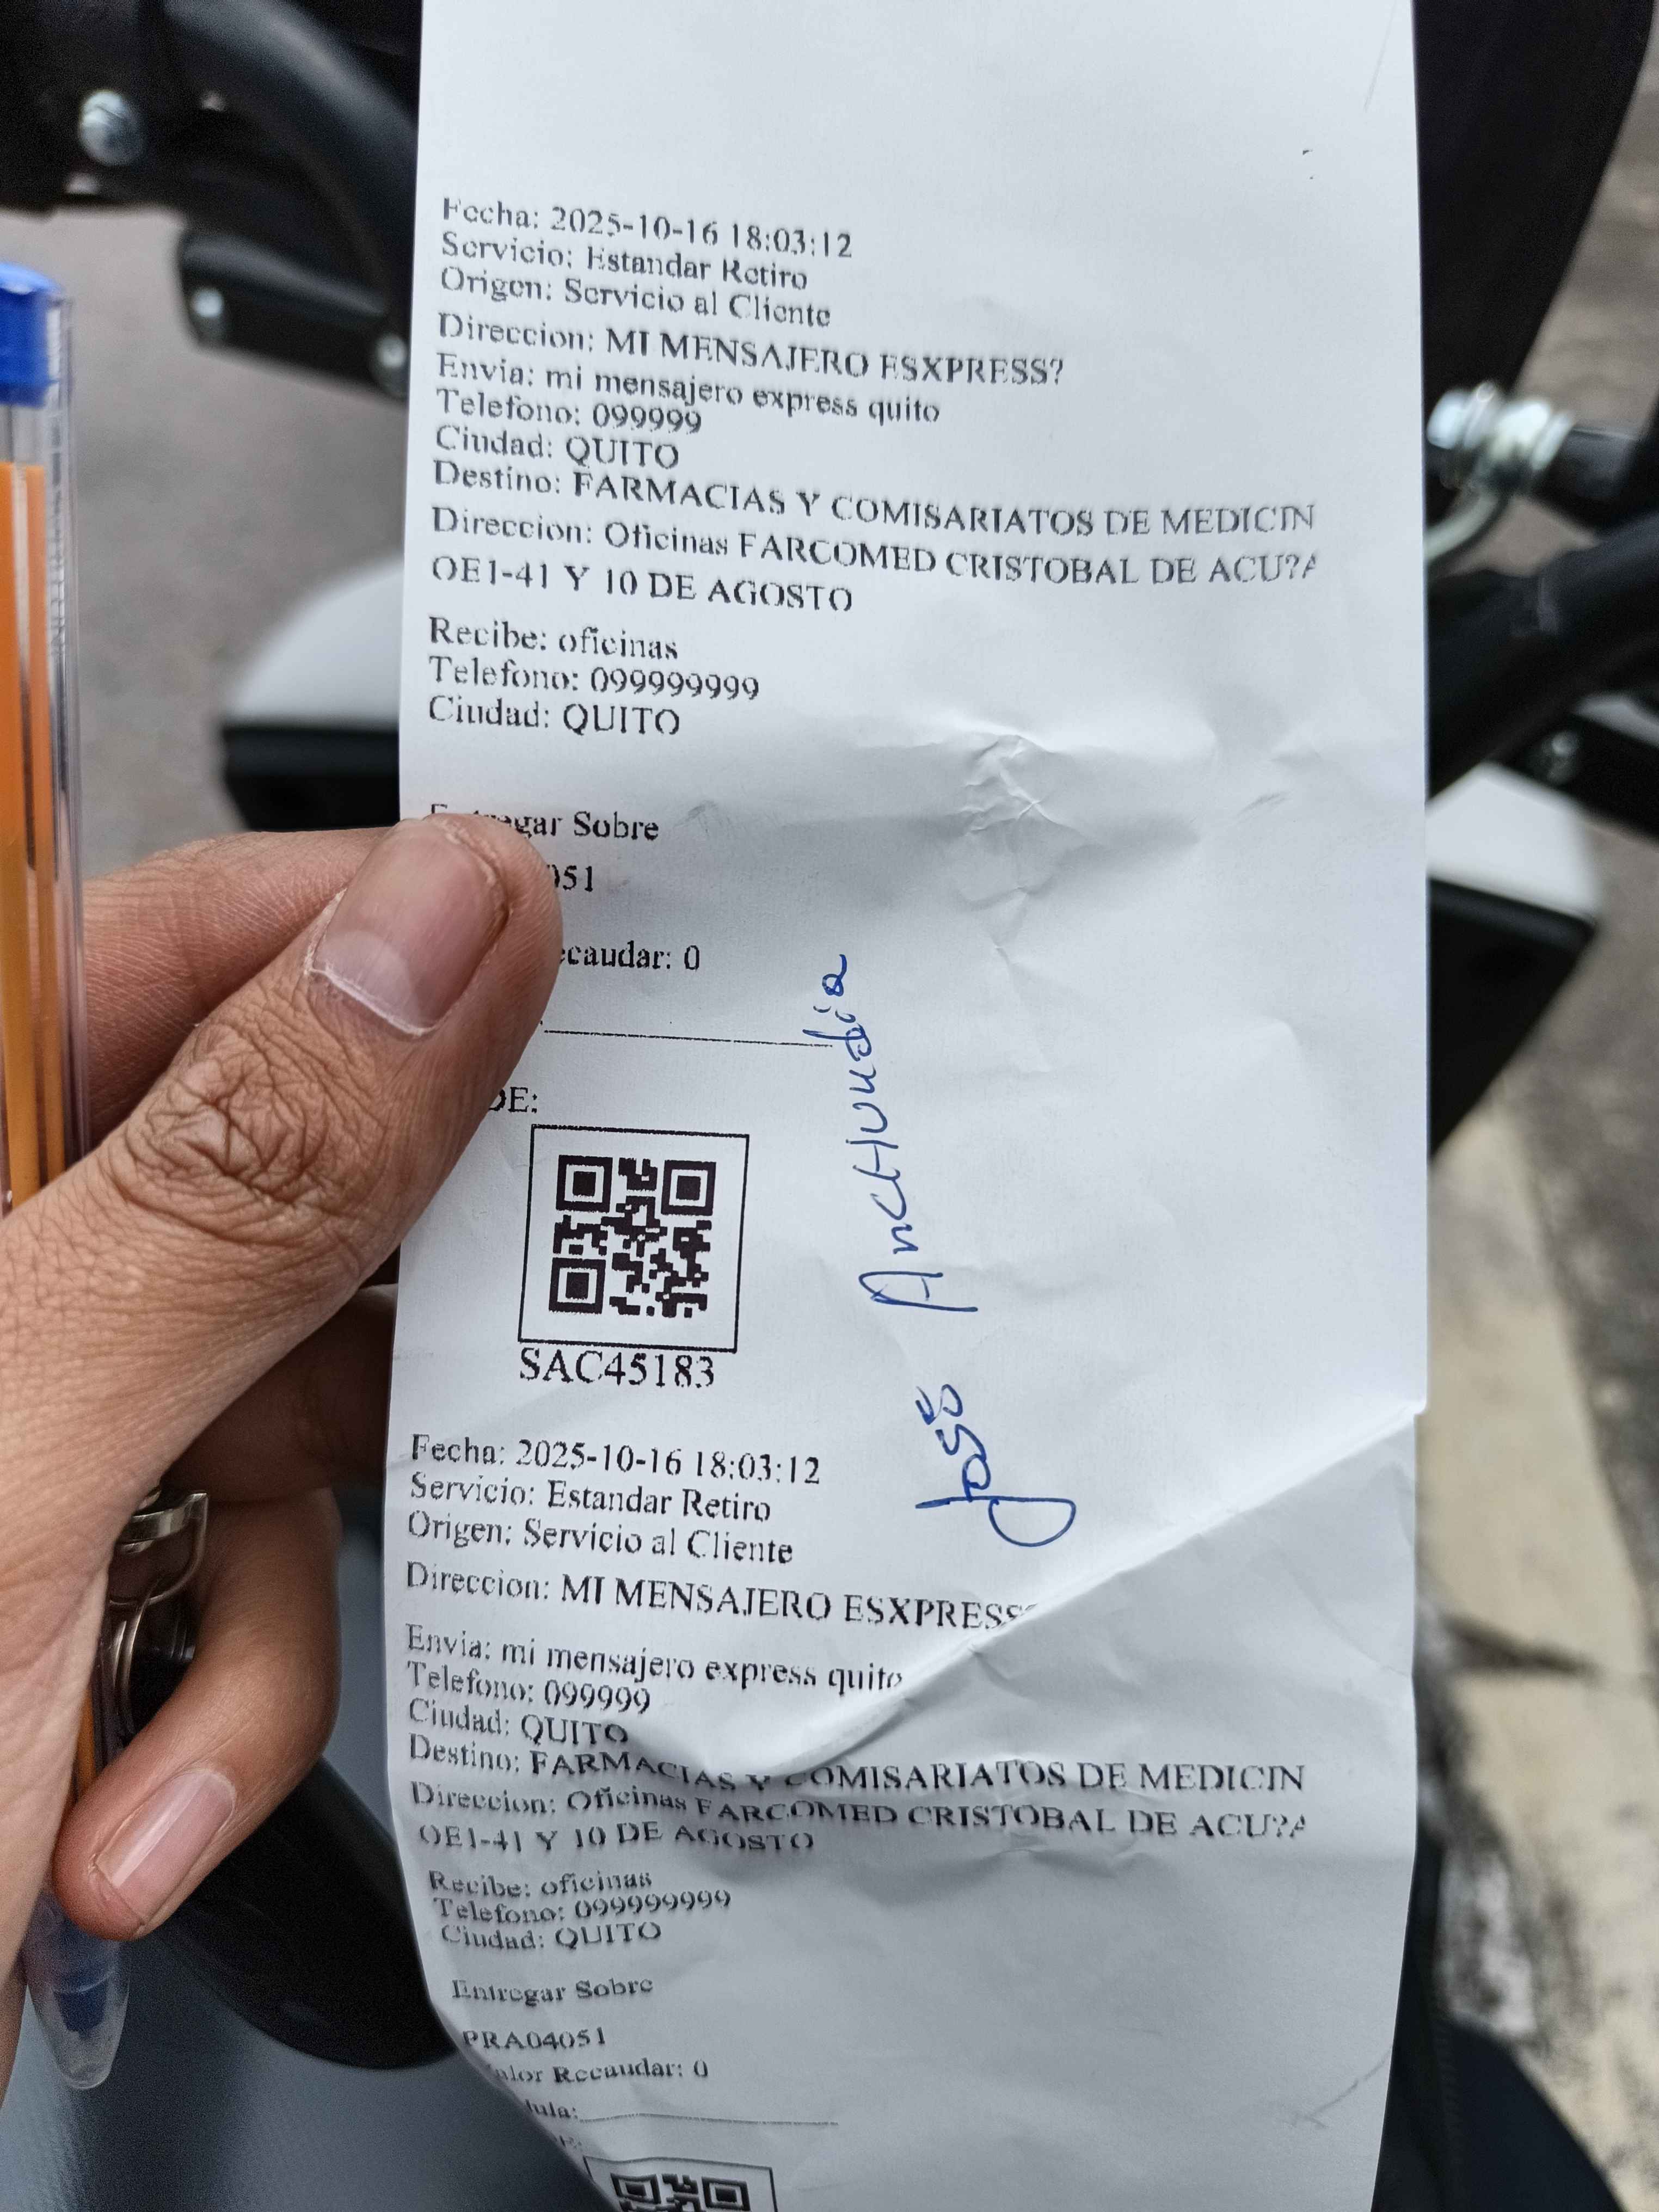 Fecha: 2025-10-16 18:03:12
Servicio: Estandar Retiro
Origen: Servicio al Cliente
Direccion: MI MENSAJERO ESXPRESS?
Envia: mi mensajero express quito
Telefono: 099999
Ciudad: QUITO
Destino: FARMACIAS Y COMISARIATOS DE MEDICIN
Direccion: Oficinas FARCOMED CRISTOBAL DE ACU?A
OE1-41 Y 10 DE AGOSTO
Recibe: oficinas
Telefono: 099999999
Ciudad: QUITO
Entregar Sobre
051
ecaudar: 0
DE:
José Anchundia
SAC45183
Fecha: 2025-10-16 18:03:12
Servicio: Estandar Retiro
Origen: Servicio al Cliente
Direccion: MI MENSAJERO ESXPRESS
Envia: mi mensajero express quito
Telefono: 099999
Ciudad: QUITO
Destino: FARMACIAS Y COMISARIATOS DE MEDICIN
Direccion: Oficinas FARCOMED CRISTOBAL DE ACU?A
OE1-41 Y 10 DE AGOSTO
Recibe: oficinas
Telefono: 099999999
Ciudad: QUITO
Entregar Sobre
PRA04051
alor Recaudar: 0
dula: